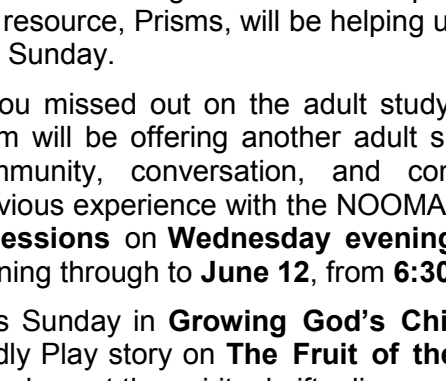 resource, Prisms, will be helping u
Sunday.
ou missed out on the adult study
m will be offering another adult s
mmunity, conversation, and con
vious experience with the NOOMA
essions on Wednesday evening
ning through to June 12, from 6:30
s Sunday in Growing God's Chi
dly Play story on The Fruit of the